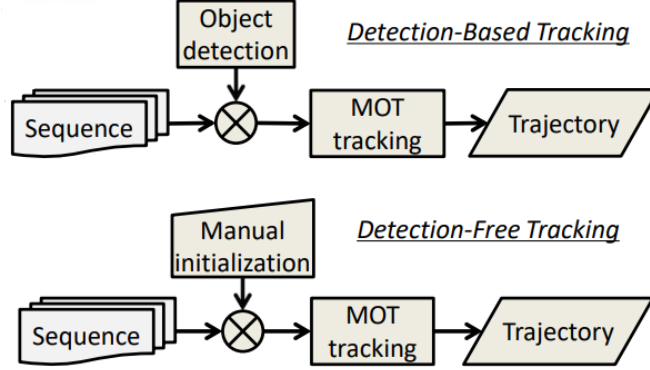 Object
detection
Detection-Based Tracking
Sequence
MOT
tracking
Trajectory
Manual
initialization
Detection-Free Tracking
Sequence
MOT
tracking
Trajectory